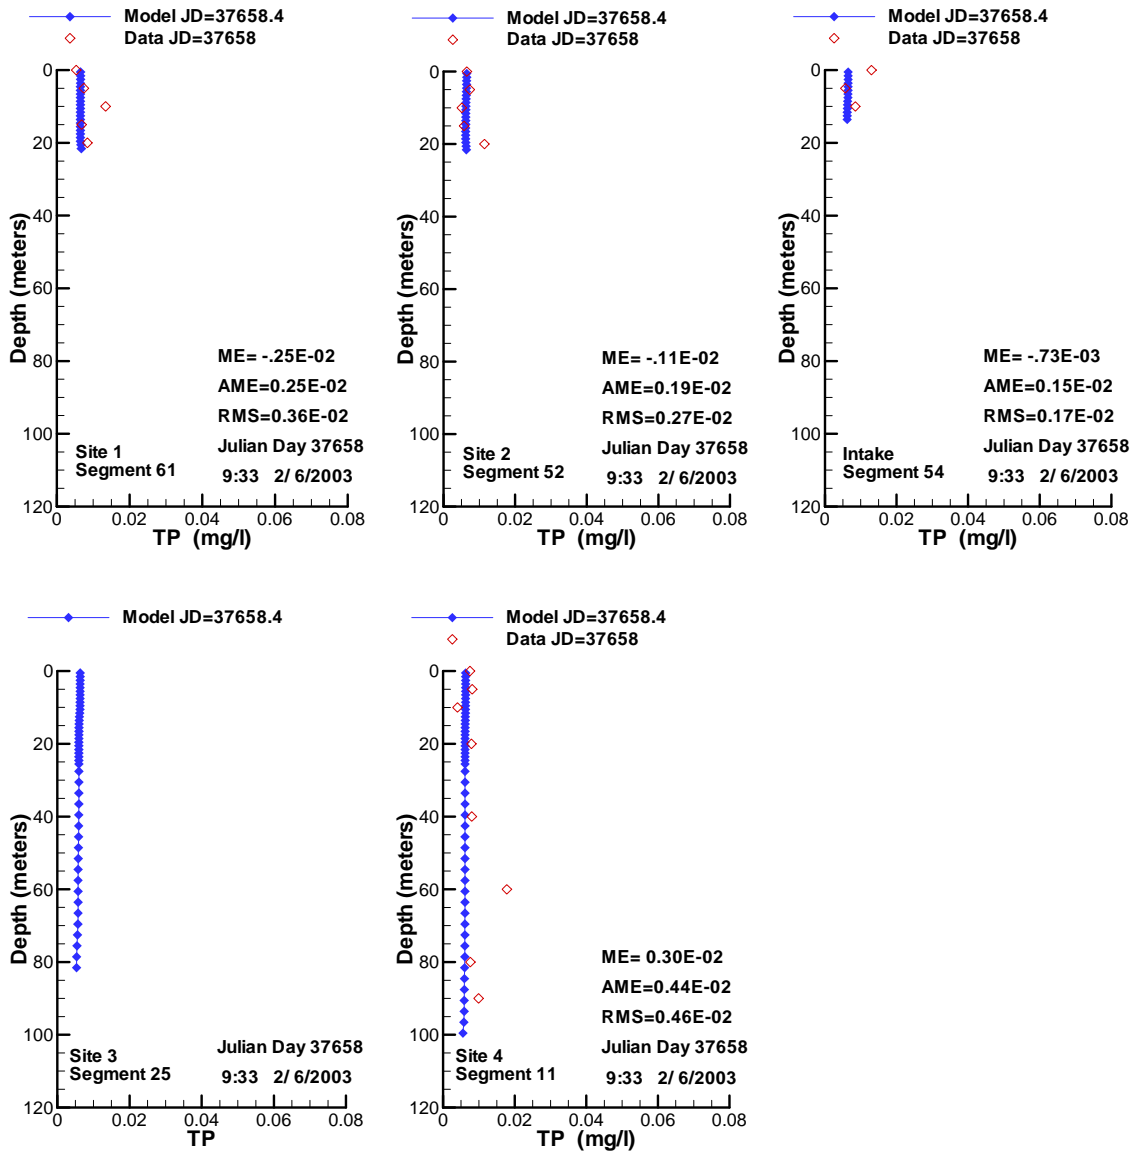 Model JD=37658.4
Data JD=37658
0
20
40
60
80
100
120
Depth (meters)
ME= -.25E-02
AME=0.25E-02
RMS=0.36E-02
Julian Day 37658
9:33 2/ 6/2003
Site 1
Segment 61
0 0.02 0.04 0.06 0.08
TP (mg/l)
Model JD=37658.4
Data JD=37658
0
20
40
60
80
100
120
Depth (meters)
ME= -.11E-02
AME=0.19E-02
RMS=0.27E-02
Julian Day 37658
9:33 2/ 6/2003
Site 2
Segment 52
0 0.02 0.04 0.06 0.08
TP (mg/l)
Model JD=37658.4
Data JD=37658
0
20
40
60
80
100
120
Depth (meters)
ME= -.73E-03
AME=0.15E-02
RMS=0.17E-02
Julian Day 37658
9:33 2/ 6/2003
Intake
Segment 54
0 0.02 0.04 0.06 0.08
TP (mg/l)
Model JD=37658.4
0
20
40
60
80
100
120
Depth (meters)
Julian Day 37658
9:33 2/ 6/2003
Site 3
Segment 25
0 0.02 0.04 0.06 0.08
TP
Model JD=37658.4
Data JD=37658
0
20
40
60
80
100
120
Depth (meters)
ME= 0.30E-02
AME=0.44E-02
RMS=0.46E-02
Julian Day 37658
9:33 2/ 6/2003
Site 4
Segment 11
0 0.02 0.04 0.06 0.08
TP (mg/l)